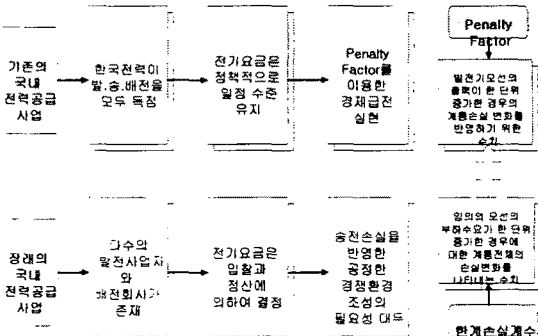 기존의
국내
전력공급
사업
한국전력이
발.송.배전을
모두 독점
전기요금은
정책적으로
일정 수준
유지
Penalty
Factor를
이용한
경제급전
실현
Penalty
Factor
발전기모선의
출력이 한 단위
증가한 경우의
계통손실 변화를
반영하기 위한
수치
장래의
국내
전력공급
사업
다수의
발전사업자
와
배전회사가
존재
전기요금은
입찰과
정산에
의하여 결정
송전손실을
반영한
공정한
경쟁환경
조성의
필요성 대두
임의의 모선의
부하수요가 한 단위
증가한 경우에
대한 계통전체의
손실변화를
나타내는 수치
한계손실계수